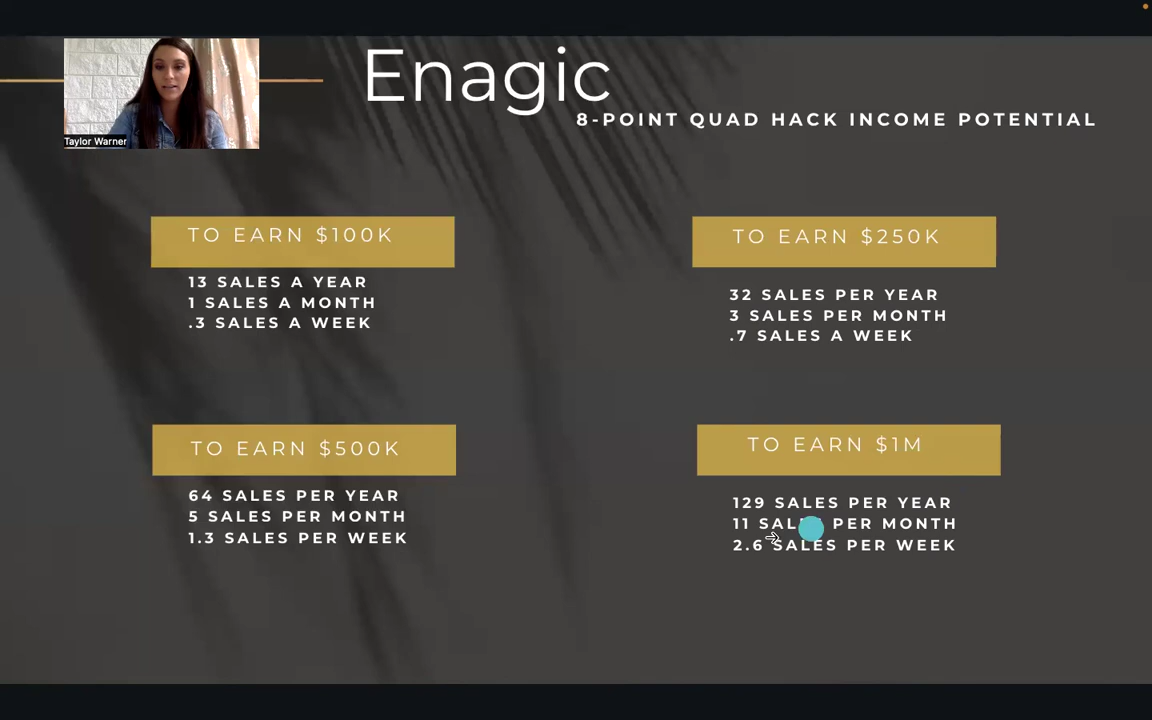 Enagic
8-POINT QUAD HACK INCOME POTENTIAL
Taylor Warner
TO EARN $100K
13 SALES A YEAR
1 SALES A MONTH
.3 SALES A WEEK
TO EARN $250K
32 SALES PER YEAR
3 SALES PER MONTH
.7 SALES A WEEK
TO EARN $500K
64 SALES PER YEAR
5 SALES PER MONTH
1.3 SALES PER WEEK
TO EARN $1M
129 SALES PER YEAR
11 SALES PER MONTH
2.6 SALES PER WEEK